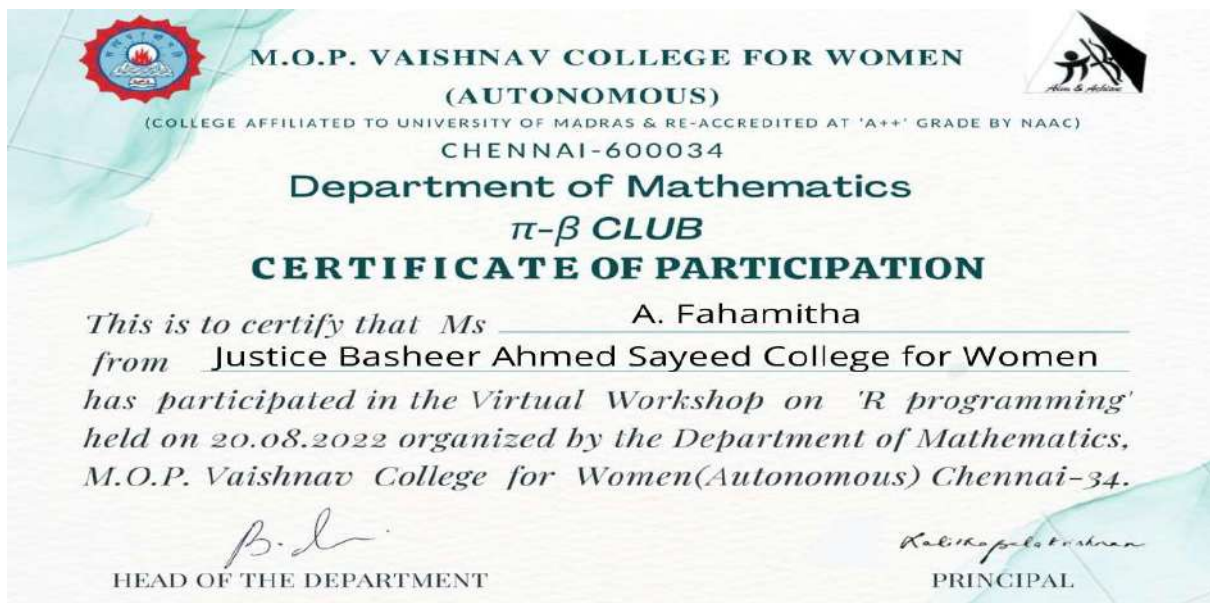 M.O.P. VAISHNAV COLLEGE FOR WOMEN
(AUTONOMOUS)
(COLLEGE AFFILIATED TO UNIVERSITY OF MADRAS & RE-ACCREDITED AT 'A++' GRADE BY NAAC)
CHENNAI-600034
Aim & Achieve
Department of Mathematics
π-β CLUB
CERTIFICATE OF PARTICIPATION
This is to certify that Ms A. Fahamitha
from Justice Basheer Ahmed Sayeed College for Women
has participated in the Virtual Workshop on 'R programming'
held on 20.08.2022 organized by the Department of Mathematics,
M.O.P. Vaishnav College for Women(Autonomous) Chennai-34.
HEAD OF THE DEPARTMENT
PRINCIPAL